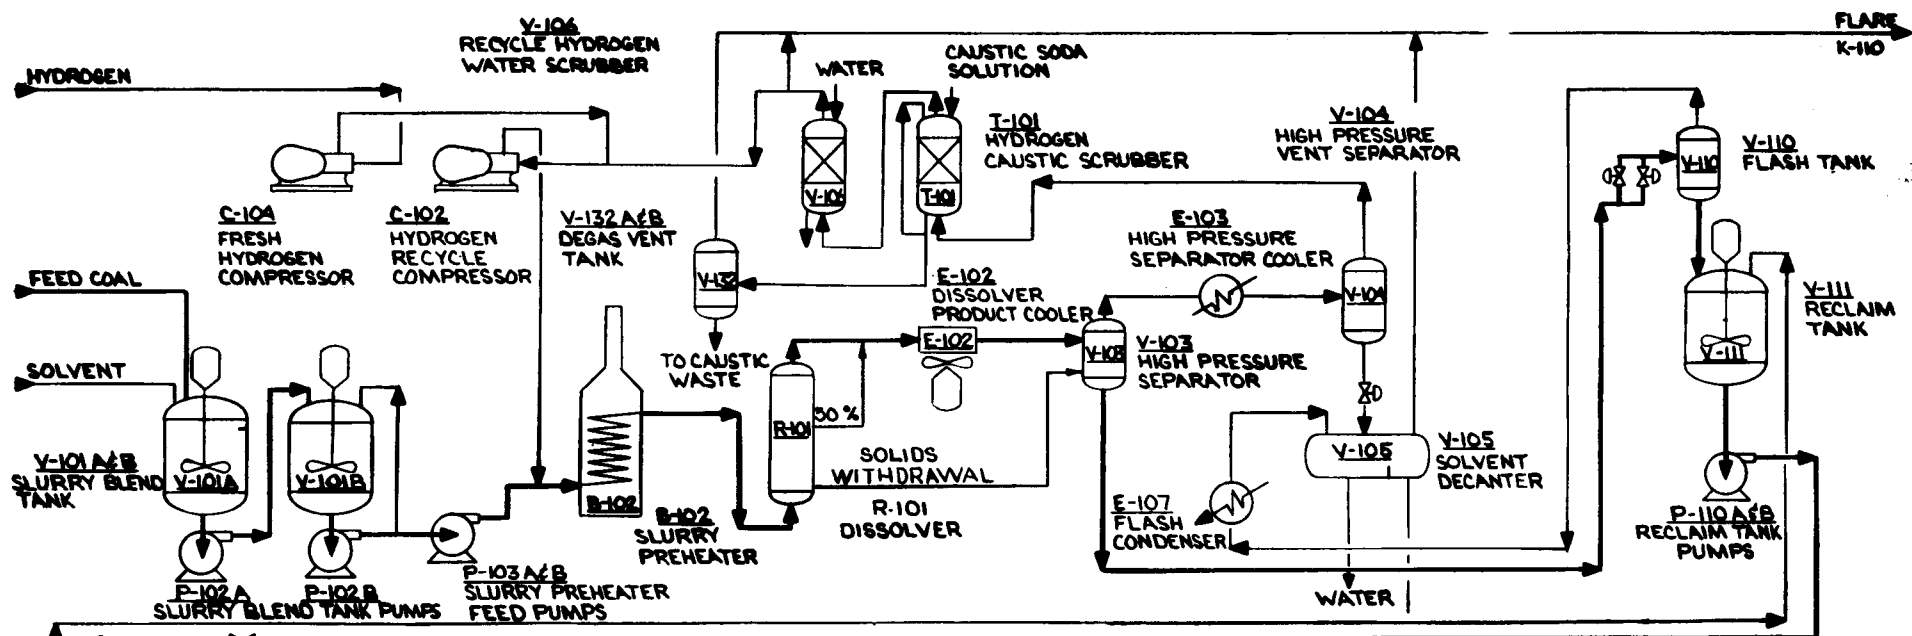 V-106
RECYCLE HYDROGEN
WATER SCRUBBER
FLARE
K-110
HYDROGEN
WATER
CAUSTIC SODA
SOLUTION
T-101
HYDROGEN
CAUSTIC SCRUBBER
V-104
HIGH PRESSURE
VENT SEPARATOR
V-110
V-110
FLASH TANK
T-101
C-104
FRESH
HYDROGEN
COMPRESSOR
C-102
HYDROGEN
RECYCLE
COMPRESSOR
V-132 A&B
DEGAS VENT
TANK
E-103
HIGH PRESSURE
SEPARATOR COOLER
FEED COAL
V-132
E-102
DISSOLVER
PRODUCT COOLER
V-104
V-111
RECLAIM
TANK
SOLVENT
TO CAUSTIC
WASTE
E-102
V-103
V-103
HIGH PRESSURE
SEPARATOR
V-111
R-101
50 %
V-101 A&B
SLURRY BLEND
TANK
V-101A
V-101B
B-102
SOLIDS
WITHDRAWAL
V-105
V-105
SOLVENT
DECANTER
B-102
SLURRY
PREHEATER
R-101
DISSOLVER
E-107
FLASH
CONDENSER
P-110 A&B
RECLAIM TANK
PUMPS
P-102A
P-102B
SLURRY BLEND TANK PUMPS
P-103 A&B
SLURRY PREHEATER
FEED PUMPS
WATER